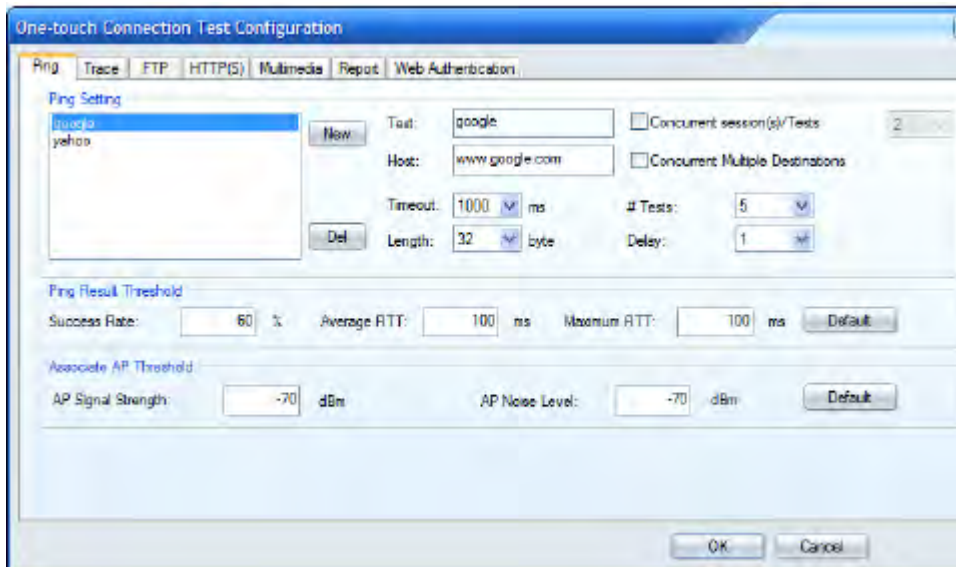 One-touch Connection Test Configuration
Ping Trace FTP HTTP(S) Multimedia Report Web Authentication
Ping Setting
google
yahoo
New
Del
Test: google
Host: www.google.com
Timeout: 1000 ms
Length: 32 byte
Concurrent session(s)/Tests 2
Concurrent Multiple Destinations
# Tests: 5
Delay: 1
Ping Result Threshold
Success Rate: 60 % Average RTT: 100 ms Maximum RTT: 100 ms Default
Associate AP Threshold
AP Signal Strength: -70 dBm AP Noise Level: -70 dBm Default
OK Cancel